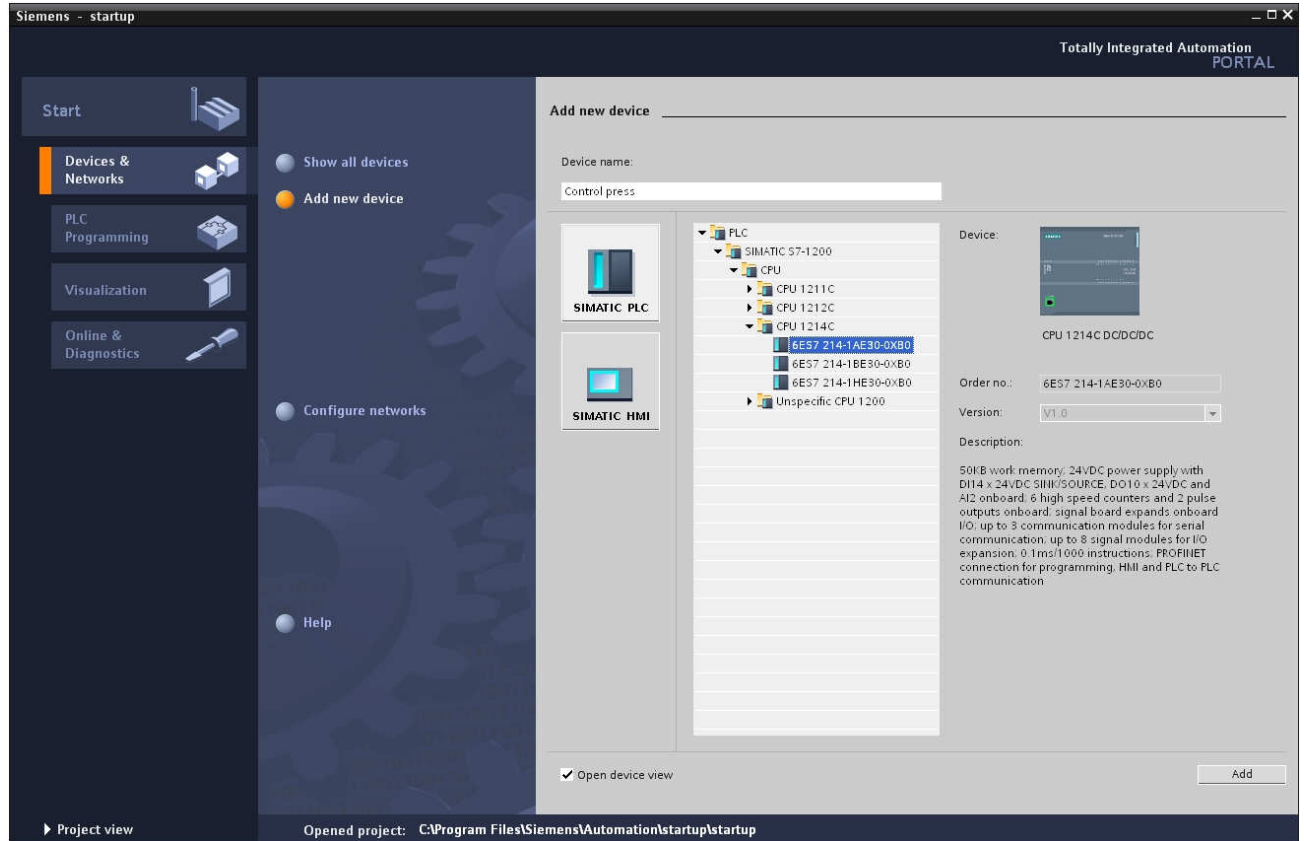 Siemens - startup
Totally Integrated Automation
PORTAL
Start
Devices &
Networks
PLC
Programming
Visualization
Online &
Diagnostics
Show all devices
Add new device
Configure networks
Help
Add new device
Device name:
Control press
SIMATIC PLC
SIMATIC HMI
PLC
SIMATIC S7-1200
CPU
CPU 1211C
CPU 1212C
CPU 1214C
6ES7 214-1AE30-0XB0
6ES7 214-1BE30-0XB0
6ES7 214-1HE30-0XB0
Unspecific CPU 1200
Device:
CPU 1214C DC/DC/DC
Order no.:
6ES7 214-1AE30-0XB0
Version:
V1.0
Description:
50KB work memory; 24VDC power supply with
DI14 x 24VDC SINK/SOURCE, DO10 x 24VDC and
AI2 onboard; 6 high speed counters and 2 pulse
outputs onboard; signal board expands onboard
I/O; up to 3 communication modules for serial
communication; up to 8 signal modules for I/O
expansion; 0.1ms/1000 instructions; PROFINET
connection for programming, HMI and PLC to PLC
communication
Open device view
Add
Project view
Opened project: C:\Program Files\Siemens\Automation\startup\startup